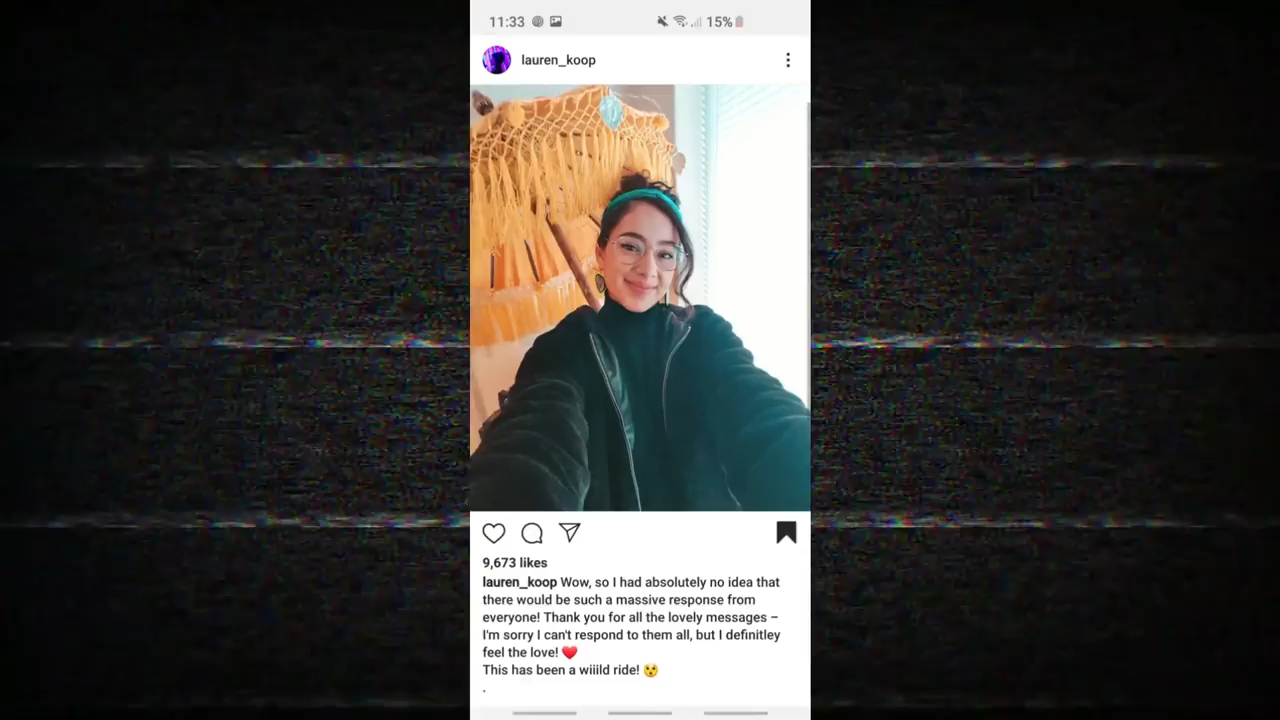 11:33 15%
lauren_koop
9,673 likes
lauren_koop Wow, so I had absolutely no idea that
there would be such a massive response from
everyone! Thank you for all the lovely messages –
I'm sorry I can't respond to them all, but I definitley
feel the love! ❤️
This has been a wiiild ride! 😲
.